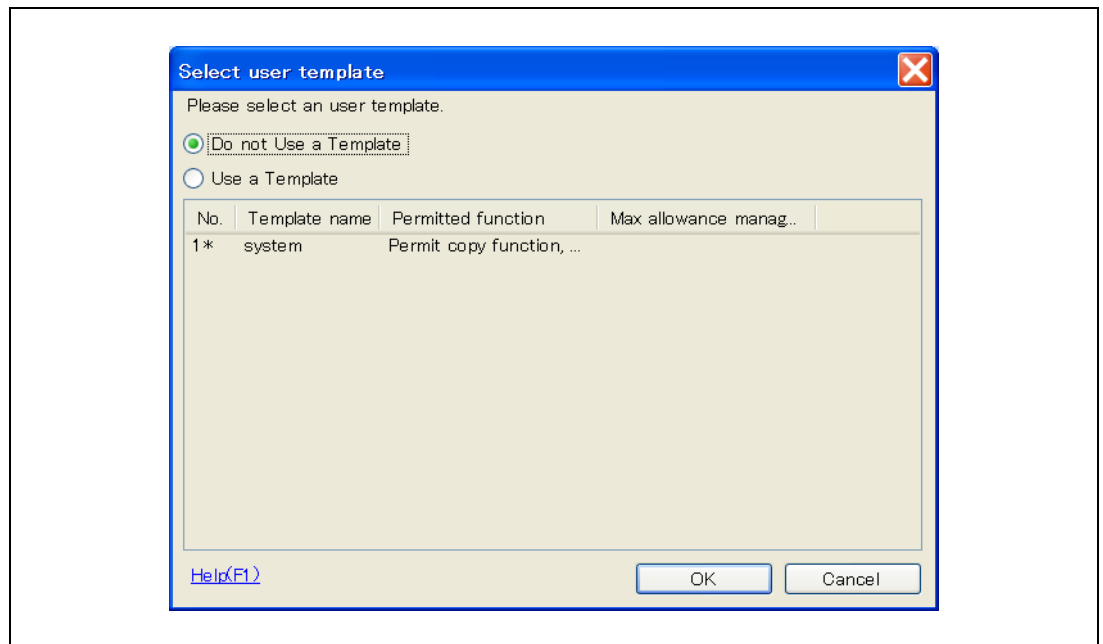 Select user template
Please select an user template.
Do not Use a Template
Use a Template
No. Template name Permitted function Max allowance manag...
1* system Permit copy function, ...
Help(F1) OK Cancel